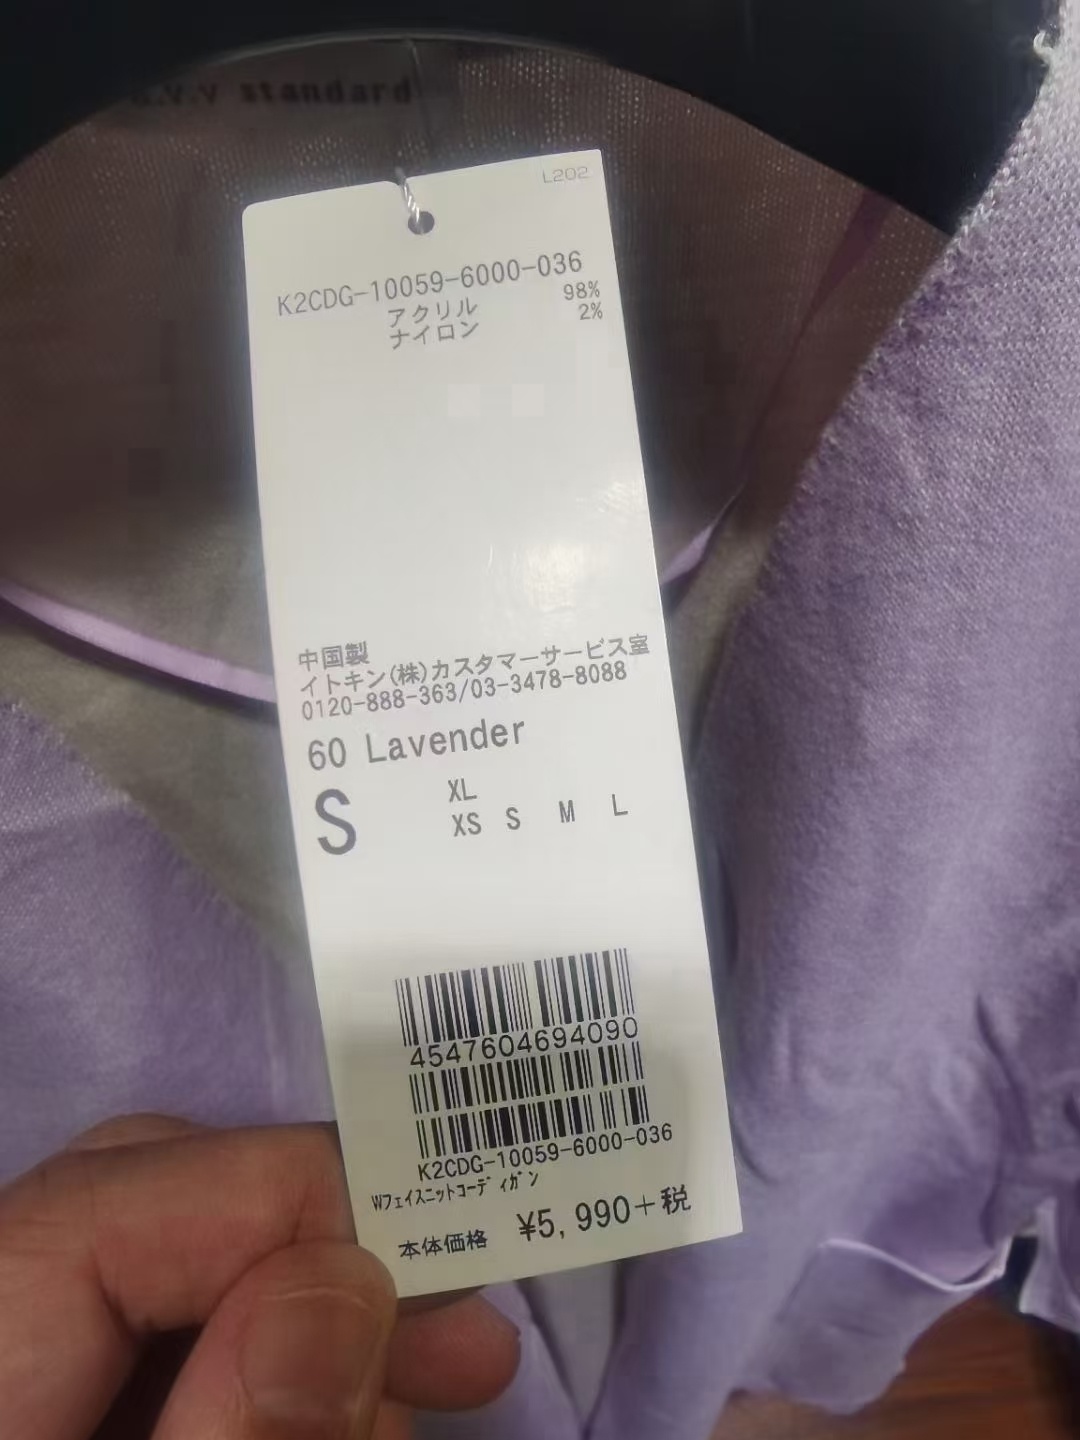 a.v.v standard
L202
K2CDG-10059-6000-036
アクリル 98%
ナイロン 2%
中国製
イトキン(株)カスタマーサービス室
0120-888-363/03-3478-8088
60 Lavender
S
XL
XS S M L
4547604694090
K2CDG-10059-6000-036
Wフェイスニットコーディガン
本体価格 ¥5,990+税